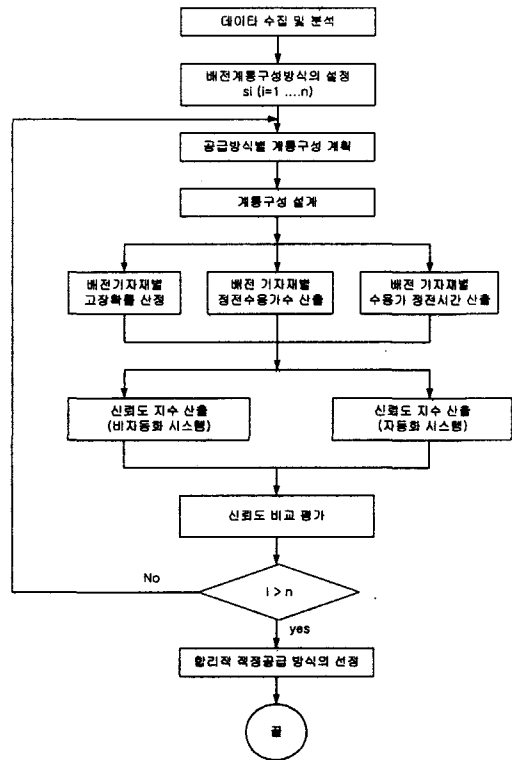 데이타 수집 및 분석
배전계통구성방식의 설정
si (i=1 ....n)
공급방식별 계통구성 계획
계통구성 설계
배전기자재별
고장확률 산정
배전 기자재별
정전수용가수 산출
배전 기자재별
수용가 정전시간 산출
신뢰도 지수 산출
(비자동화 시스템)
신뢰도 지수 산출
(자동화 시스템)
신뢰도 비교 평가
No
i > n
yes
합리적 적정공급 방식의 선정
끝